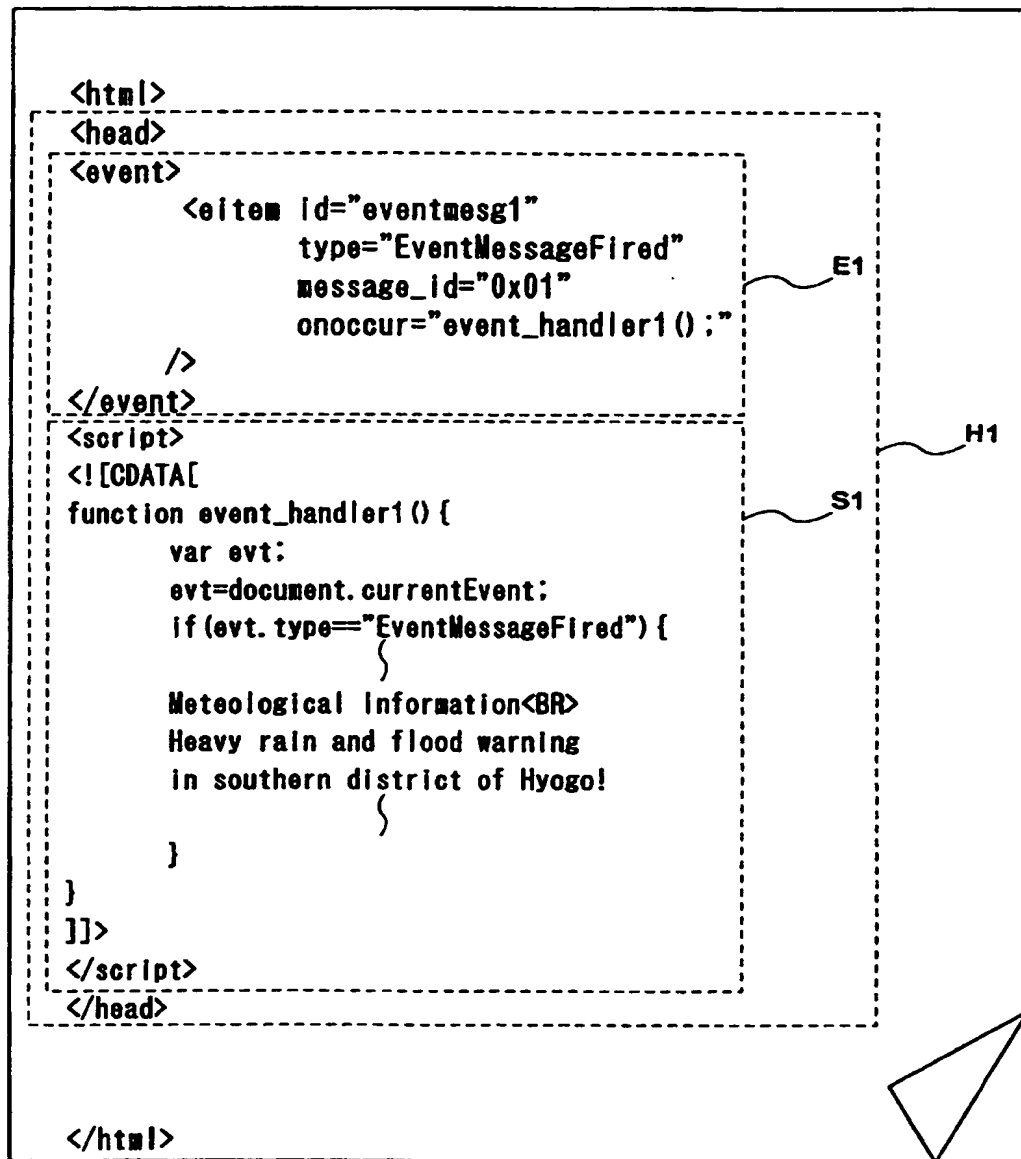 <html>
<head>
<event>
<eitem id="eventmesg1"
type="EventMessageFired"
message_id="0x01"
onoccur="event_handler1();"
/>
</event>
E1
<script>
<![CDATA[
function event_handler1(){
var evt;
evt=document.currentEvent;
if(evt.type=="EventMessageFired"){
Meteological Information<BR>
Heavy rain and flood warning
in southern district of Hyogo!
}
}
]]>
</script>
S1
</head>
H1
</html>